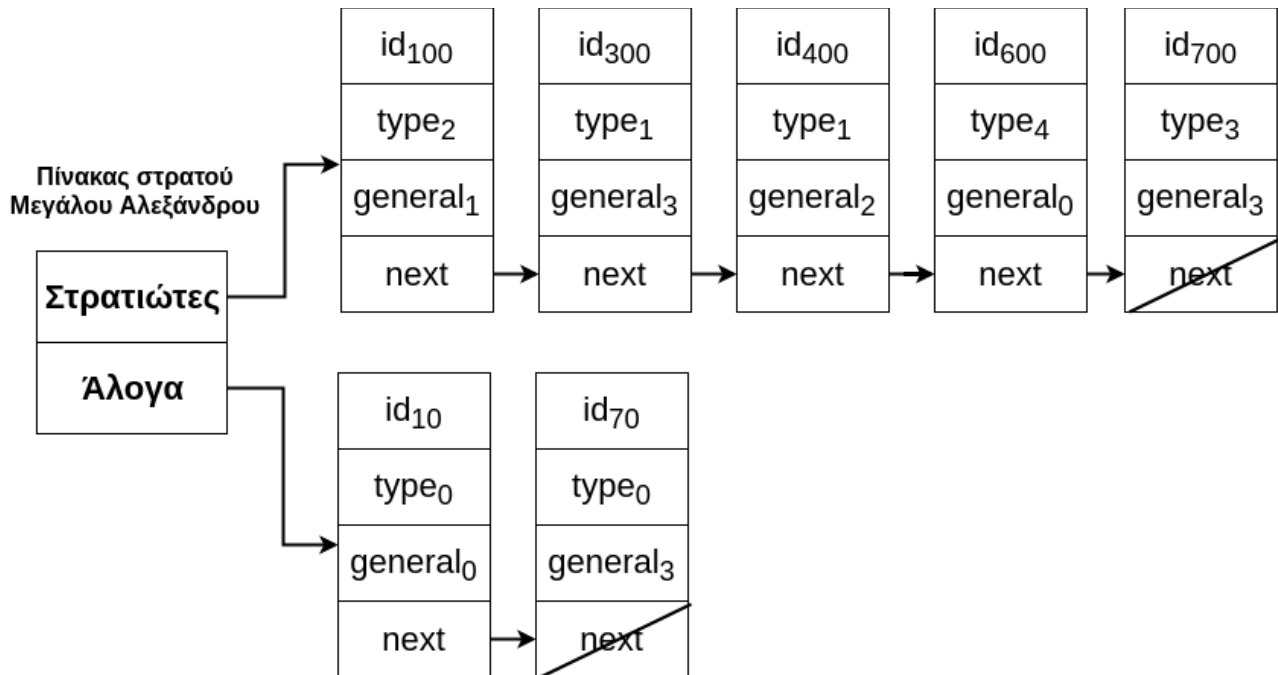 Πίνακας στρατού
Μεγάλου Αλεξάνδρου
Στρατιώτες
Άλογα
id100
type2
general1
next
id300
type1
general3
next
id400
type1
general2
next
id600
type4
general0
next
id700
type3
general3
next
id10
type0
general0
next
id70
type0
general3
next